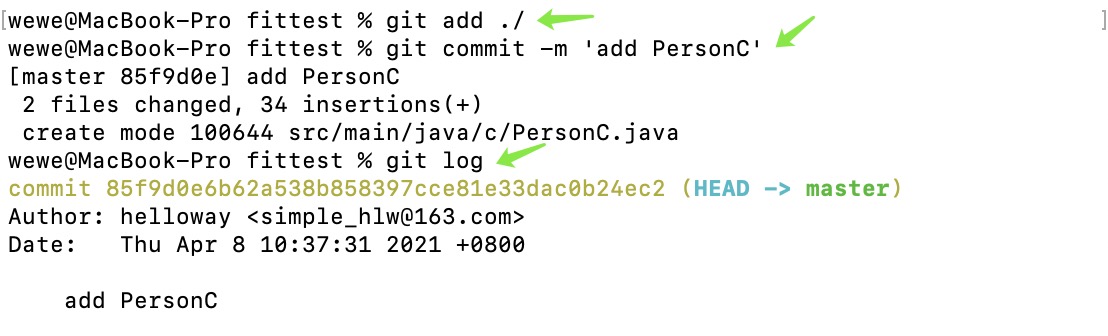 [wewe@MacBook-Pro fittest % git add ./ ]
wewe@MacBook-Pro fittest % git commit -m 'add PersonC'
[master 85f9d0e] add PersonC
 2 files changed, 34 insertions(+)
 create mode 100644 src/main/java/c/PersonC.java
wewe@MacBook-Pro fittest % git log
commit 85f9d0e6b62a538b858397cce81e33dac0b24ec2 (HEAD -> master)
Author: helloway <simple_hlw@163.com>
Date:   Thu Apr 8 10:37:31 2021 +0800
    add PersonC